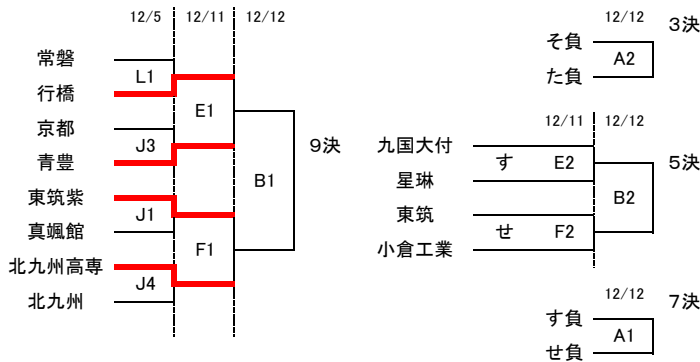 12/5 12/11 12/12
常磐
L1
行橋
E1
京都
J3
青豊
9決
B1
東筑紫
J1
真颯館
F1
北九州高専
J4
北九州
12/12 3決
そ負
A2
た負
12/11 12/12
九国大付
す E2
5決
星琳
B2
東筑
せ F2
小倉工業
12/12 7決
す負
A1
せ負